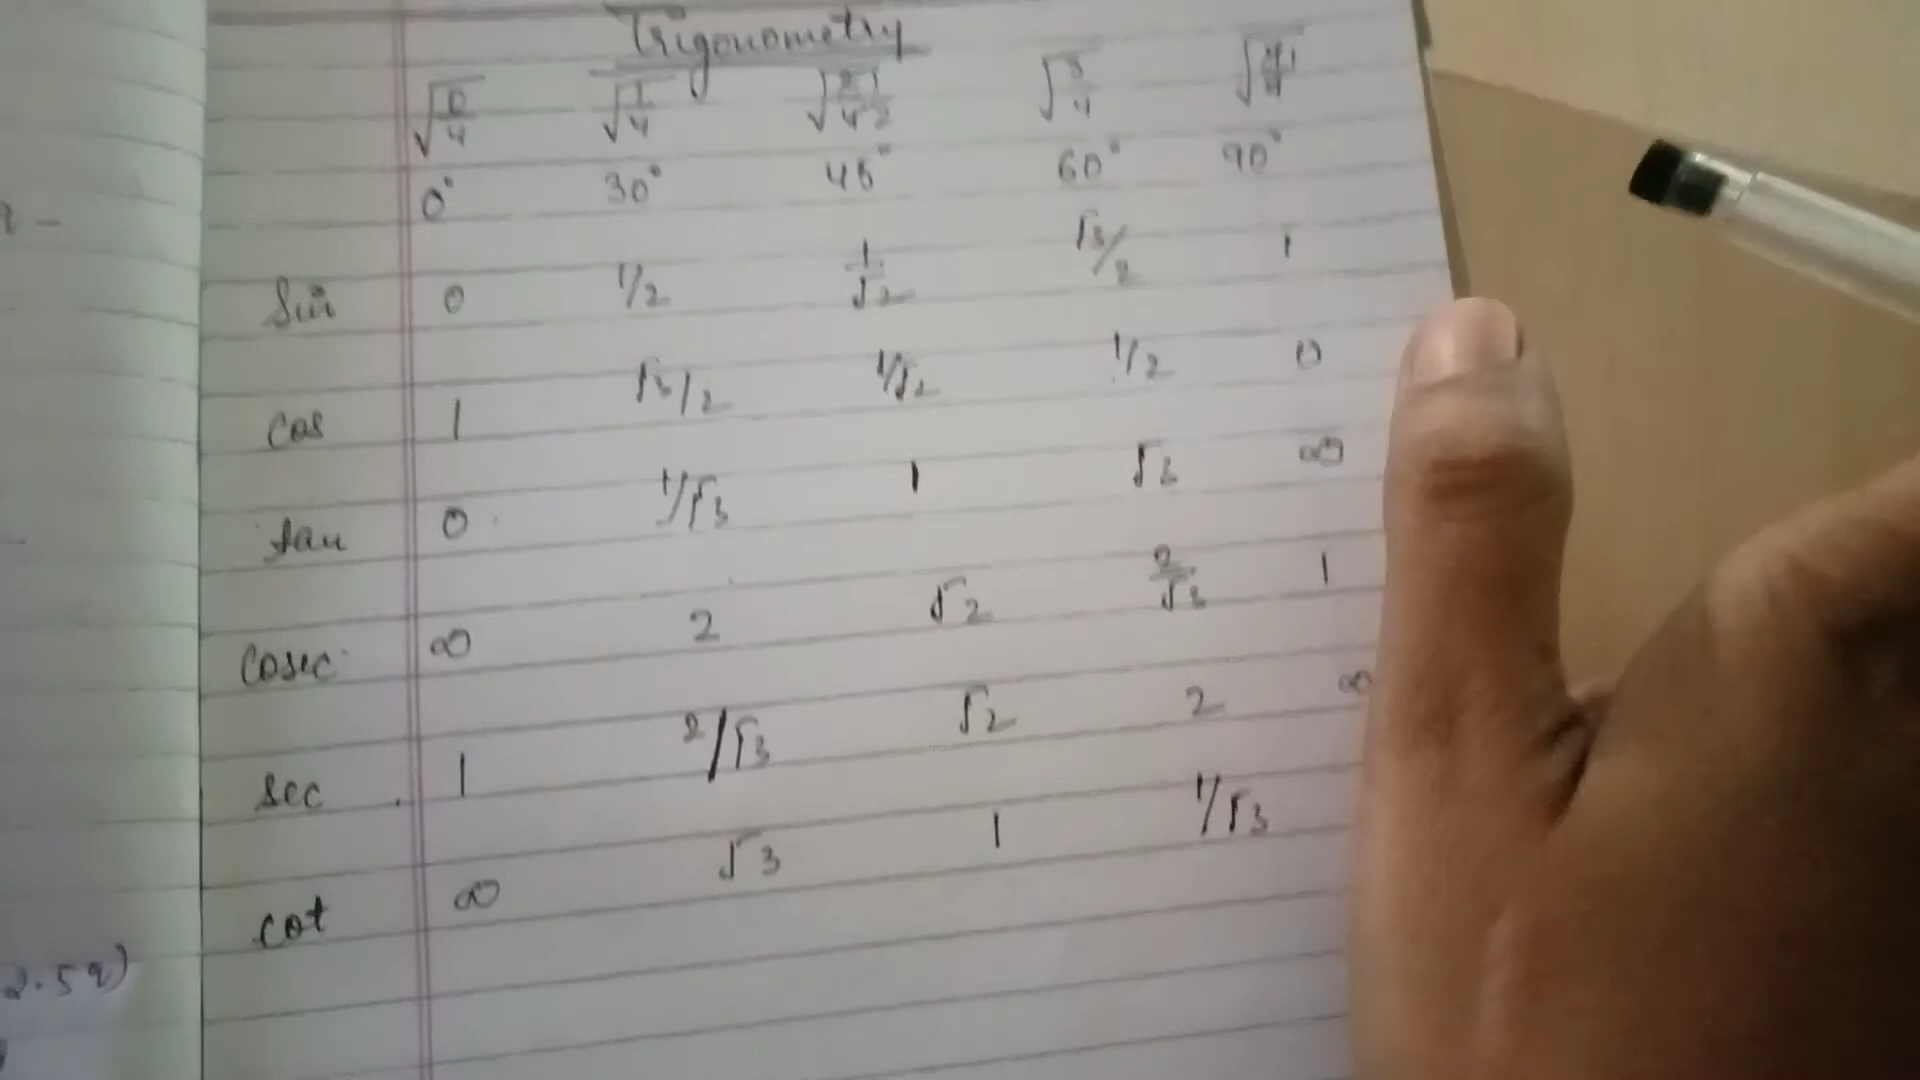 Trigonometry
√0/4 √1/4 √2/4 1/2 √3/4
0° 30° 45° 60° 90°
Sin 0 1/2 1/√2 √3/2 1
Cos 1 √3/2 1/√2 1/2 0
tan 0 1/√3 1 √3 ∞
Cosec ∞ 2 √2 2/√3 1
Sec 1 2/√3 √2 2 ∞
Cot ∞ √3 1 1/√3